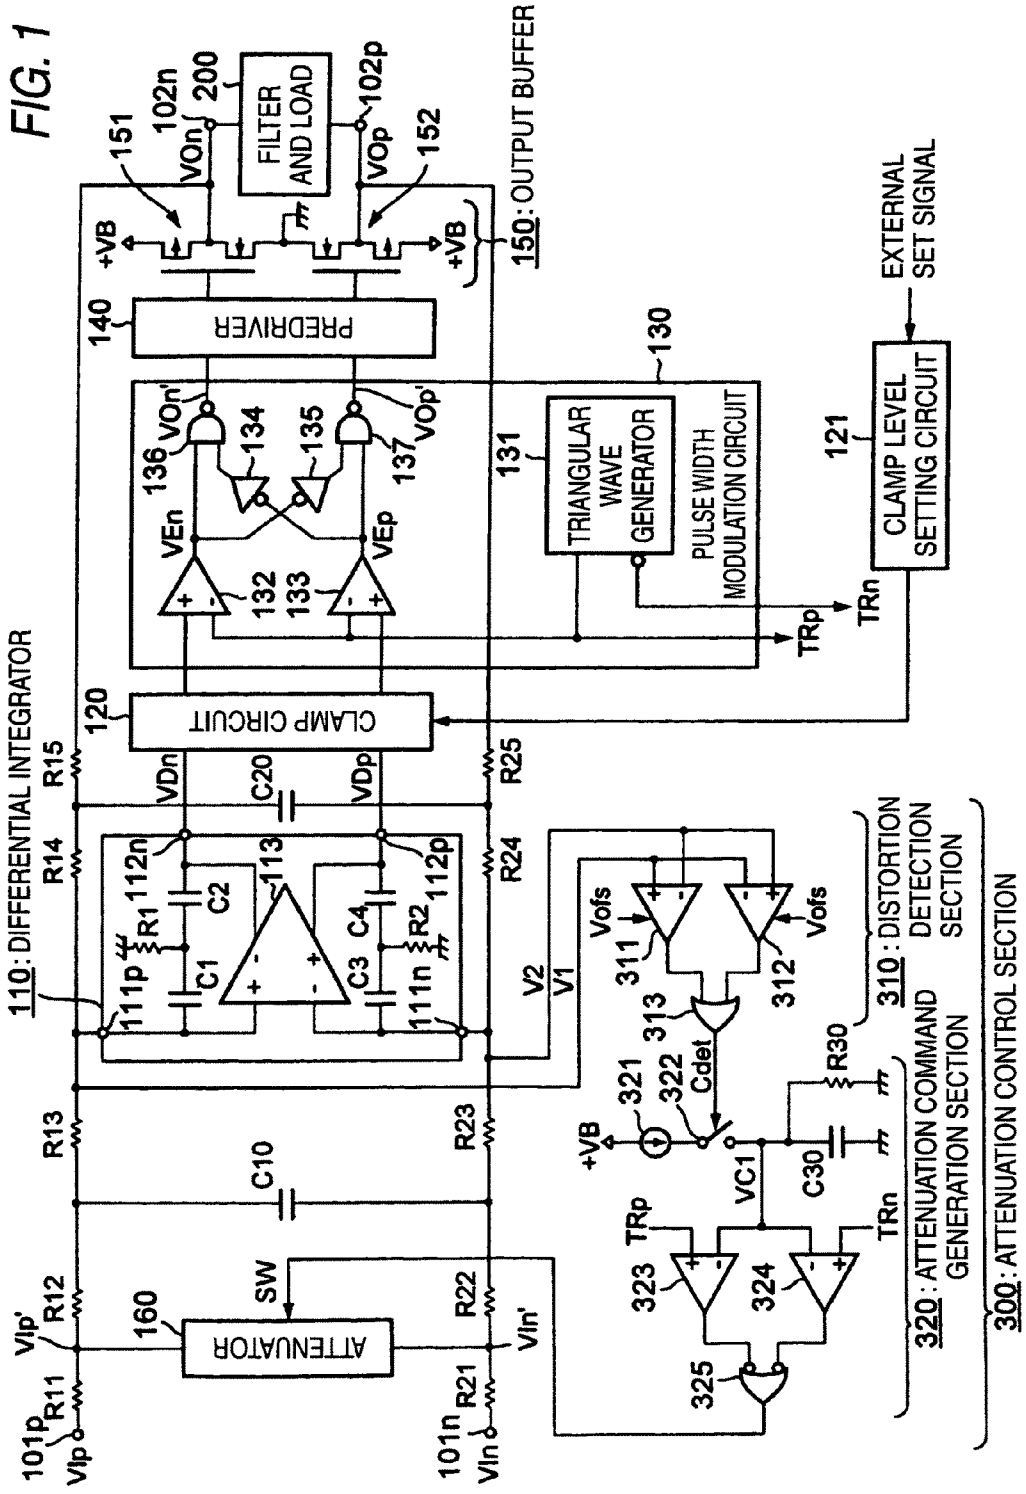 FIG. 1
110 : DIFFERENTIAL INTEGRATOR
101p
VIp
R11
VIp'
R12
R13
R14
R15
160
ATTENUATOR
SW
C10
111p
R1
112n
VDn
C1
C2
113
+
-
-
+
C3
C4
R2
111n
112p
VDp
C20
120
CLAMP CIRCUIT
VEn
132
+
-
133
-
+
VEp
136
134
135
137
VOn'
VOp'
140
PREDRIVER
+VB
+VB
151
152
VOn
102n
200
FILTER
AND LOAD
VOp
102p
150 : OUTPUT BUFFER
101n
VIn
R21
VIn'
R22
R23
R24
R25
131
TRIANGULAR
WAVE
GENERATOR
PULSE WIDTH
MODULATION CIRCUIT
130
TRp
TRn
121
CLAMP LEVEL
SETTING CIRCUIT
EXTERNAL
SET SIGNAL
V2
V1
Vofs
311
+
-
312
-
+
Vofs
313
Cdet
+VB
321
322
VC1
C30
R30
TRp
323
+
-
324
-
+
TRn
325
310 : DISTORTION
DETECTION
SECTION
320 : ATTENUATION COMMAND
GENERATION SECTION
300 : ATTENUATION CONTROL SECTION